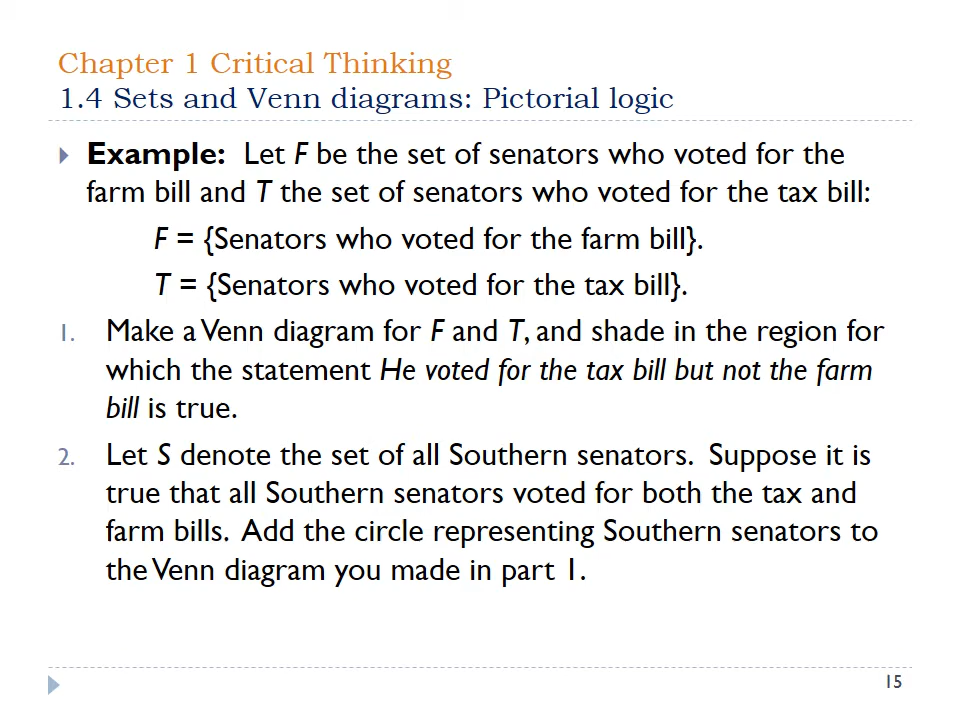 Chapter 1 Critical Thinking
1.4 Sets and Venn diagrams: Pictorial logic
Example: Let F be the set of senators who voted for the
farm bill and T the set of senators who voted for the tax bill:
F = {Senators who voted for the farm bill}.
T = {Senators who voted for the tax bill}.
1. Make a Venn diagram for F and T, and shade in the region for
which the statement He voted for the tax bill but not the farm
bill is true.
2. Let S denote the set of all Southern senators. Suppose it is
true that all Southern senators voted for both the tax and
farm bills. Add the circle representing Southern senators to
the Venn diagram you made in part 1.
15